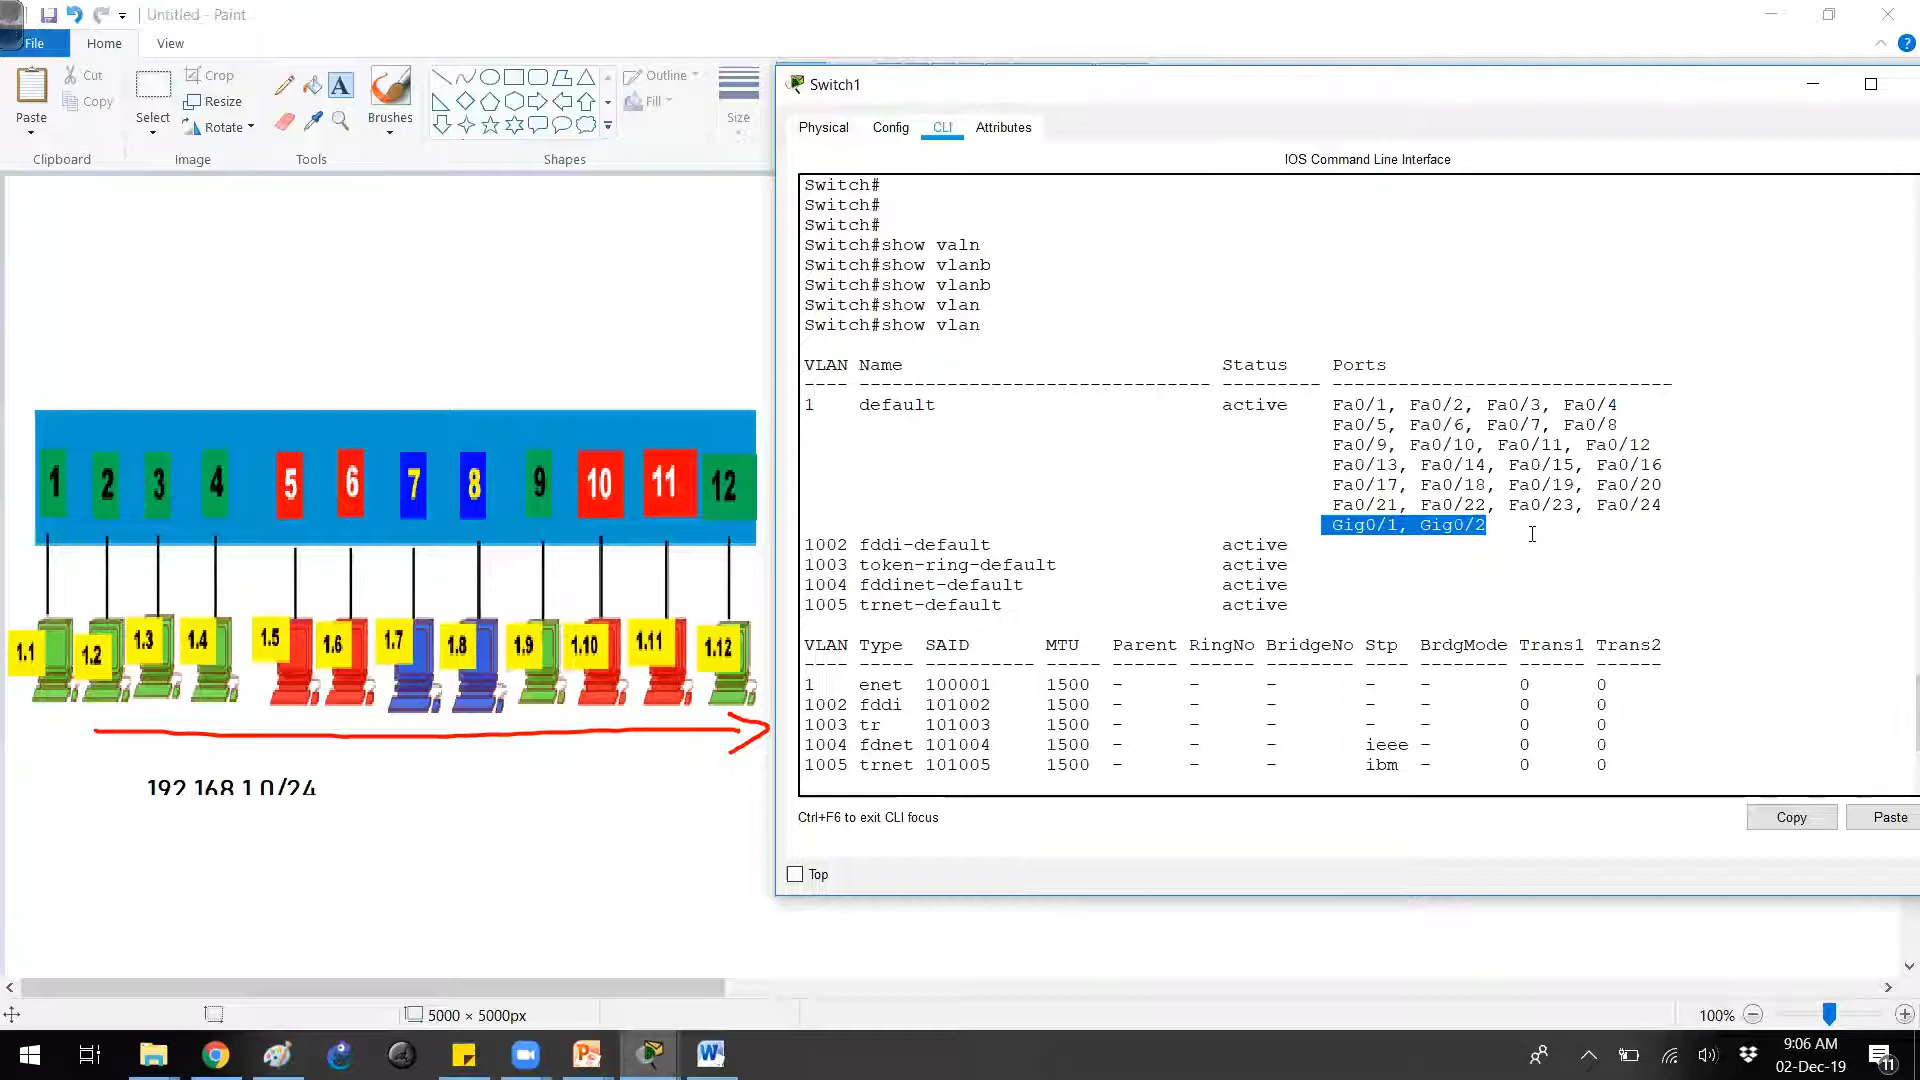 Untitled - Paint
File Home View
Paste
Cut
Copy
Clipboard
Select
Crop
Resize
Rotate
Image
Tools
Brushes
Shapes
Outline
Fill
Size
1 2 3 4 5 6 7 8 9 10 11 12
1.1 1.2 1.3 1.4 1.5 1.6 1.7 1.8 1.9 1.10 1.11 1.12
192.168.1.0/24
Switch1
Physical Config CLI Attributes
IOS Command Line Interface
Switch#
Switch#
Switch#
Switch#show valn
Switch#show vlanb
Switch#show vlanb
Switch#show vlan
Switch#show vlan
VLAN Name Status Ports
---- -------------------------------- --------- -------------------------------
1 default active Fa0/1, Fa0/2, Fa0/3, Fa0/4
Fa0/5, Fa0/6, Fa0/7, Fa0/8
Fa0/9, Fa0/10, Fa0/11, Fa0/12
Fa0/13, Fa0/14, Fa0/15, Fa0/16
Fa0/17, Fa0/18, Fa0/19, Fa0/20
Fa0/21, Fa0/22, Fa0/23, Fa0/24
Gig0/1, Gig0/2
1002 fddi-default active
1003 token-ring-default active
1004 fddinet-default active
1005 trnet-default active
VLAN Type SAID MTU Parent RingNo BridgeNo Stp BrdgMode Trans1 Trans2
---- ----- ---------- ----- ------ ------ -------- ---- -------- ------ ------
1 enet 100001 1500 - - - - - 0 0
1002 fddi 101002 1500 - - - - - 0 0
1003 tr 101003 1500 - - - - - 0 0
1004 fdnet 101004 1500 - - - ieee - 0 0
1005 trnet 101005 1500 - - - ibm - 0 0
Ctrl+F6 to exit CLI focus
Copy Paste
Top
5000 × 5000px
100%
9:06 AM
02-Dec-19
11